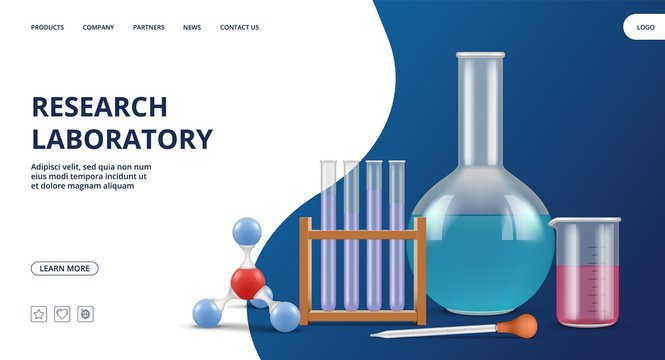 PRODUCTS COMPANY PARTNERS NEWS CONTACT US LOGO
RESEARCH
LABORATORY
Adipisci velit, sed quia non num
eius modi tempora incidunt ut
et dolore magnam aliquam
LEARN MORE